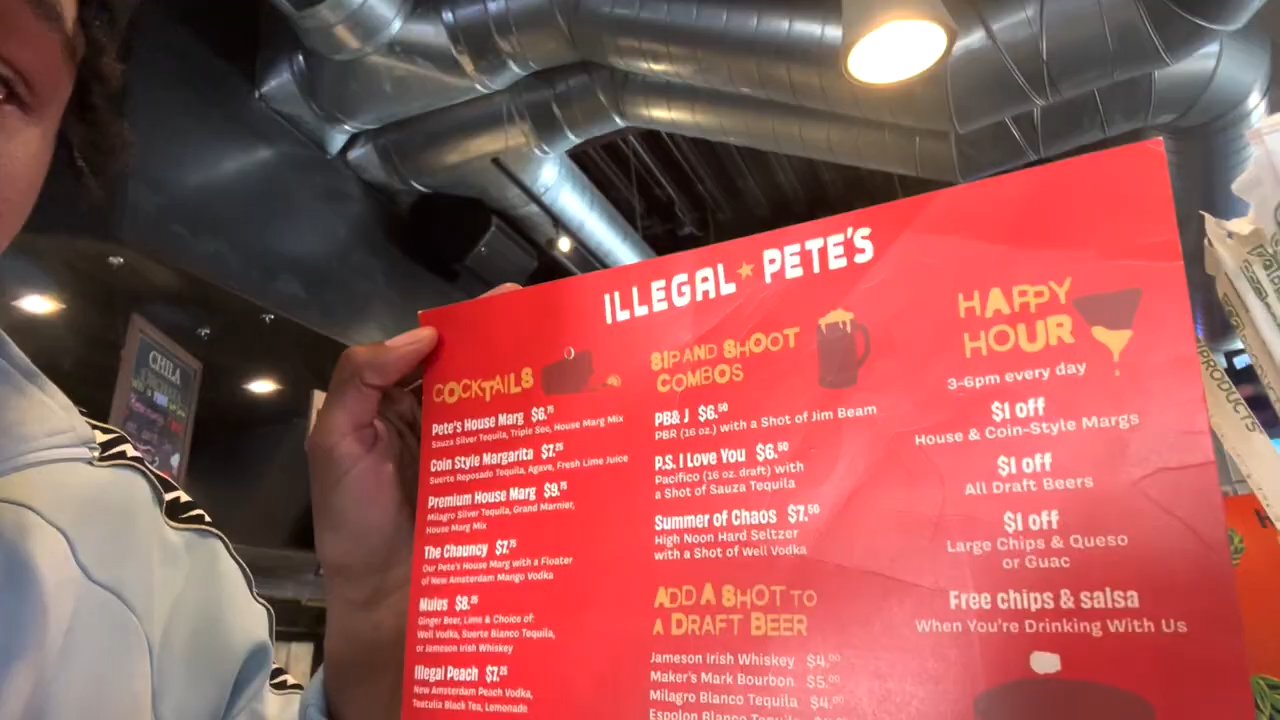 ILLEGAL★PETE'S
COCKTAILS
Pete's House Marg $6.75
Sauza Silver Tequila, Triple Sec, House Marg Mix
Coin Style Margarita $7.25
Suerte Reposado Tequila, Agave, Fresh Lime Juice
Premium House Marg $9.75
Milagro Silver Tequila, Grand Marnier,
House Marg Mix
The Chauncy $7.75
Our Pete's House Marg with a Floater
of New Amsterdam Mango Vodka
Mules $8.25
Ginger Beer, Lime & Choice of:
Well Vodka, Suerte Blanco Tequila,
or Jameson Irish Whiskey
Illegal Peach $7.25
New Amsterdam Peach Vodka,
Teatulia Black Tea, Lemonade
SIP AND SHOOT
COMBOS
PB&J $6.50
PBR (16 oz.) with a Shot of Jim Beam
P.S. I Love You $6.50
Pacifico (16 oz. draft) with
a Shot of Sauza Tequila
Summer of Chaos $7.50
High Noon Hard Seltzer
with a Shot of Well Vodka
ADD A SHOT TO
A DRAFT BEER
Jameson Irish Whiskey $4.00
Maker's Mark Bourbon $5.00
Milagro Blanco Tequila $4.00
Espolon Blanco Tequila
HAPPY
HOUR
3-6pm every day
$1 off
House & Coin-Style Margs
$1 off
All Draft Beers
$1 off
Large Chips & Queso
or Guac
Free chips & salsa
When You're Drinking With Us
CHILA
PRODUCTS